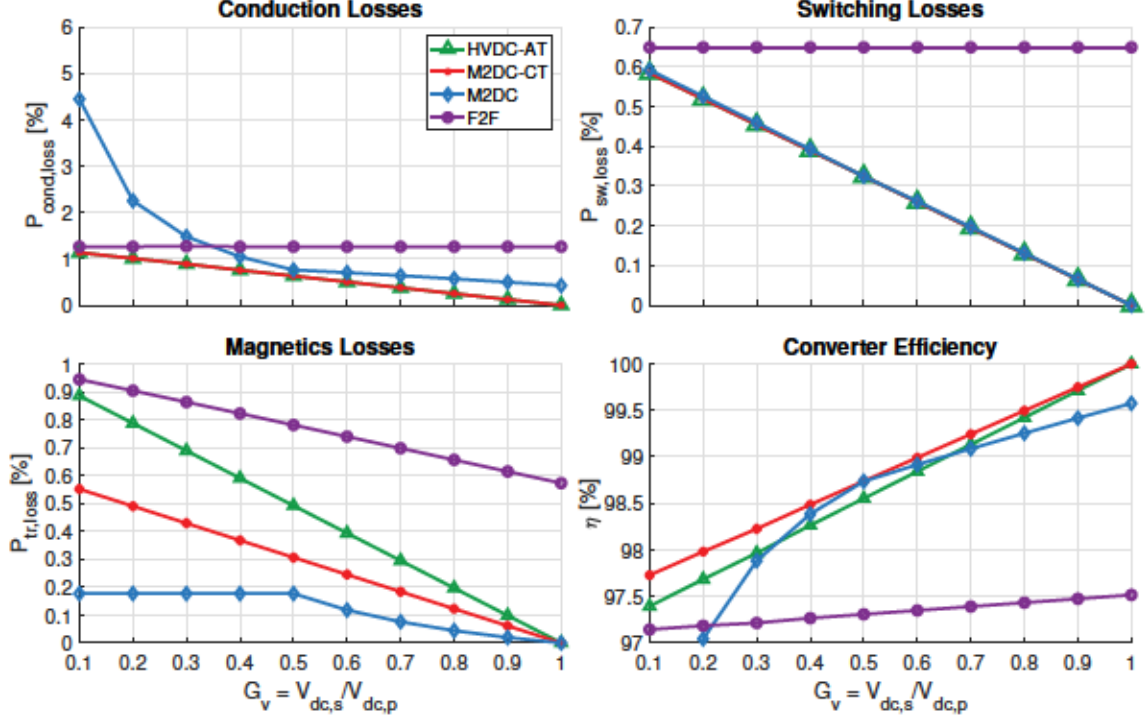 Conduction Losses
P_cond,loss [%]
6
5
4
3
2
1
0
HVDC-AT
M2DC-CT
M2DC
F2F
Switching Losses
P_sw,loss [%]
0.7
0.6
0.5
0.4
0.3
0.2
0.1
0
Magnetics Losses
P_tr,loss [%]
1
0.9
0.8
0.7
0.6
0.5
0.4
0.3
0.2
0.1
0
0.1 0.2 0.3 0.4 0.5 0.6 0.7 0.8 0.9 1
G_v = V_dc,s/V_dc,p
Converter Efficiency
η [%]
100
99.5
99
98.5
98
97.5
97
0.1 0.2 0.3 0.4 0.5 0.6 0.7 0.8 0.9 1
G_v = V_dc,s/V_dc,p